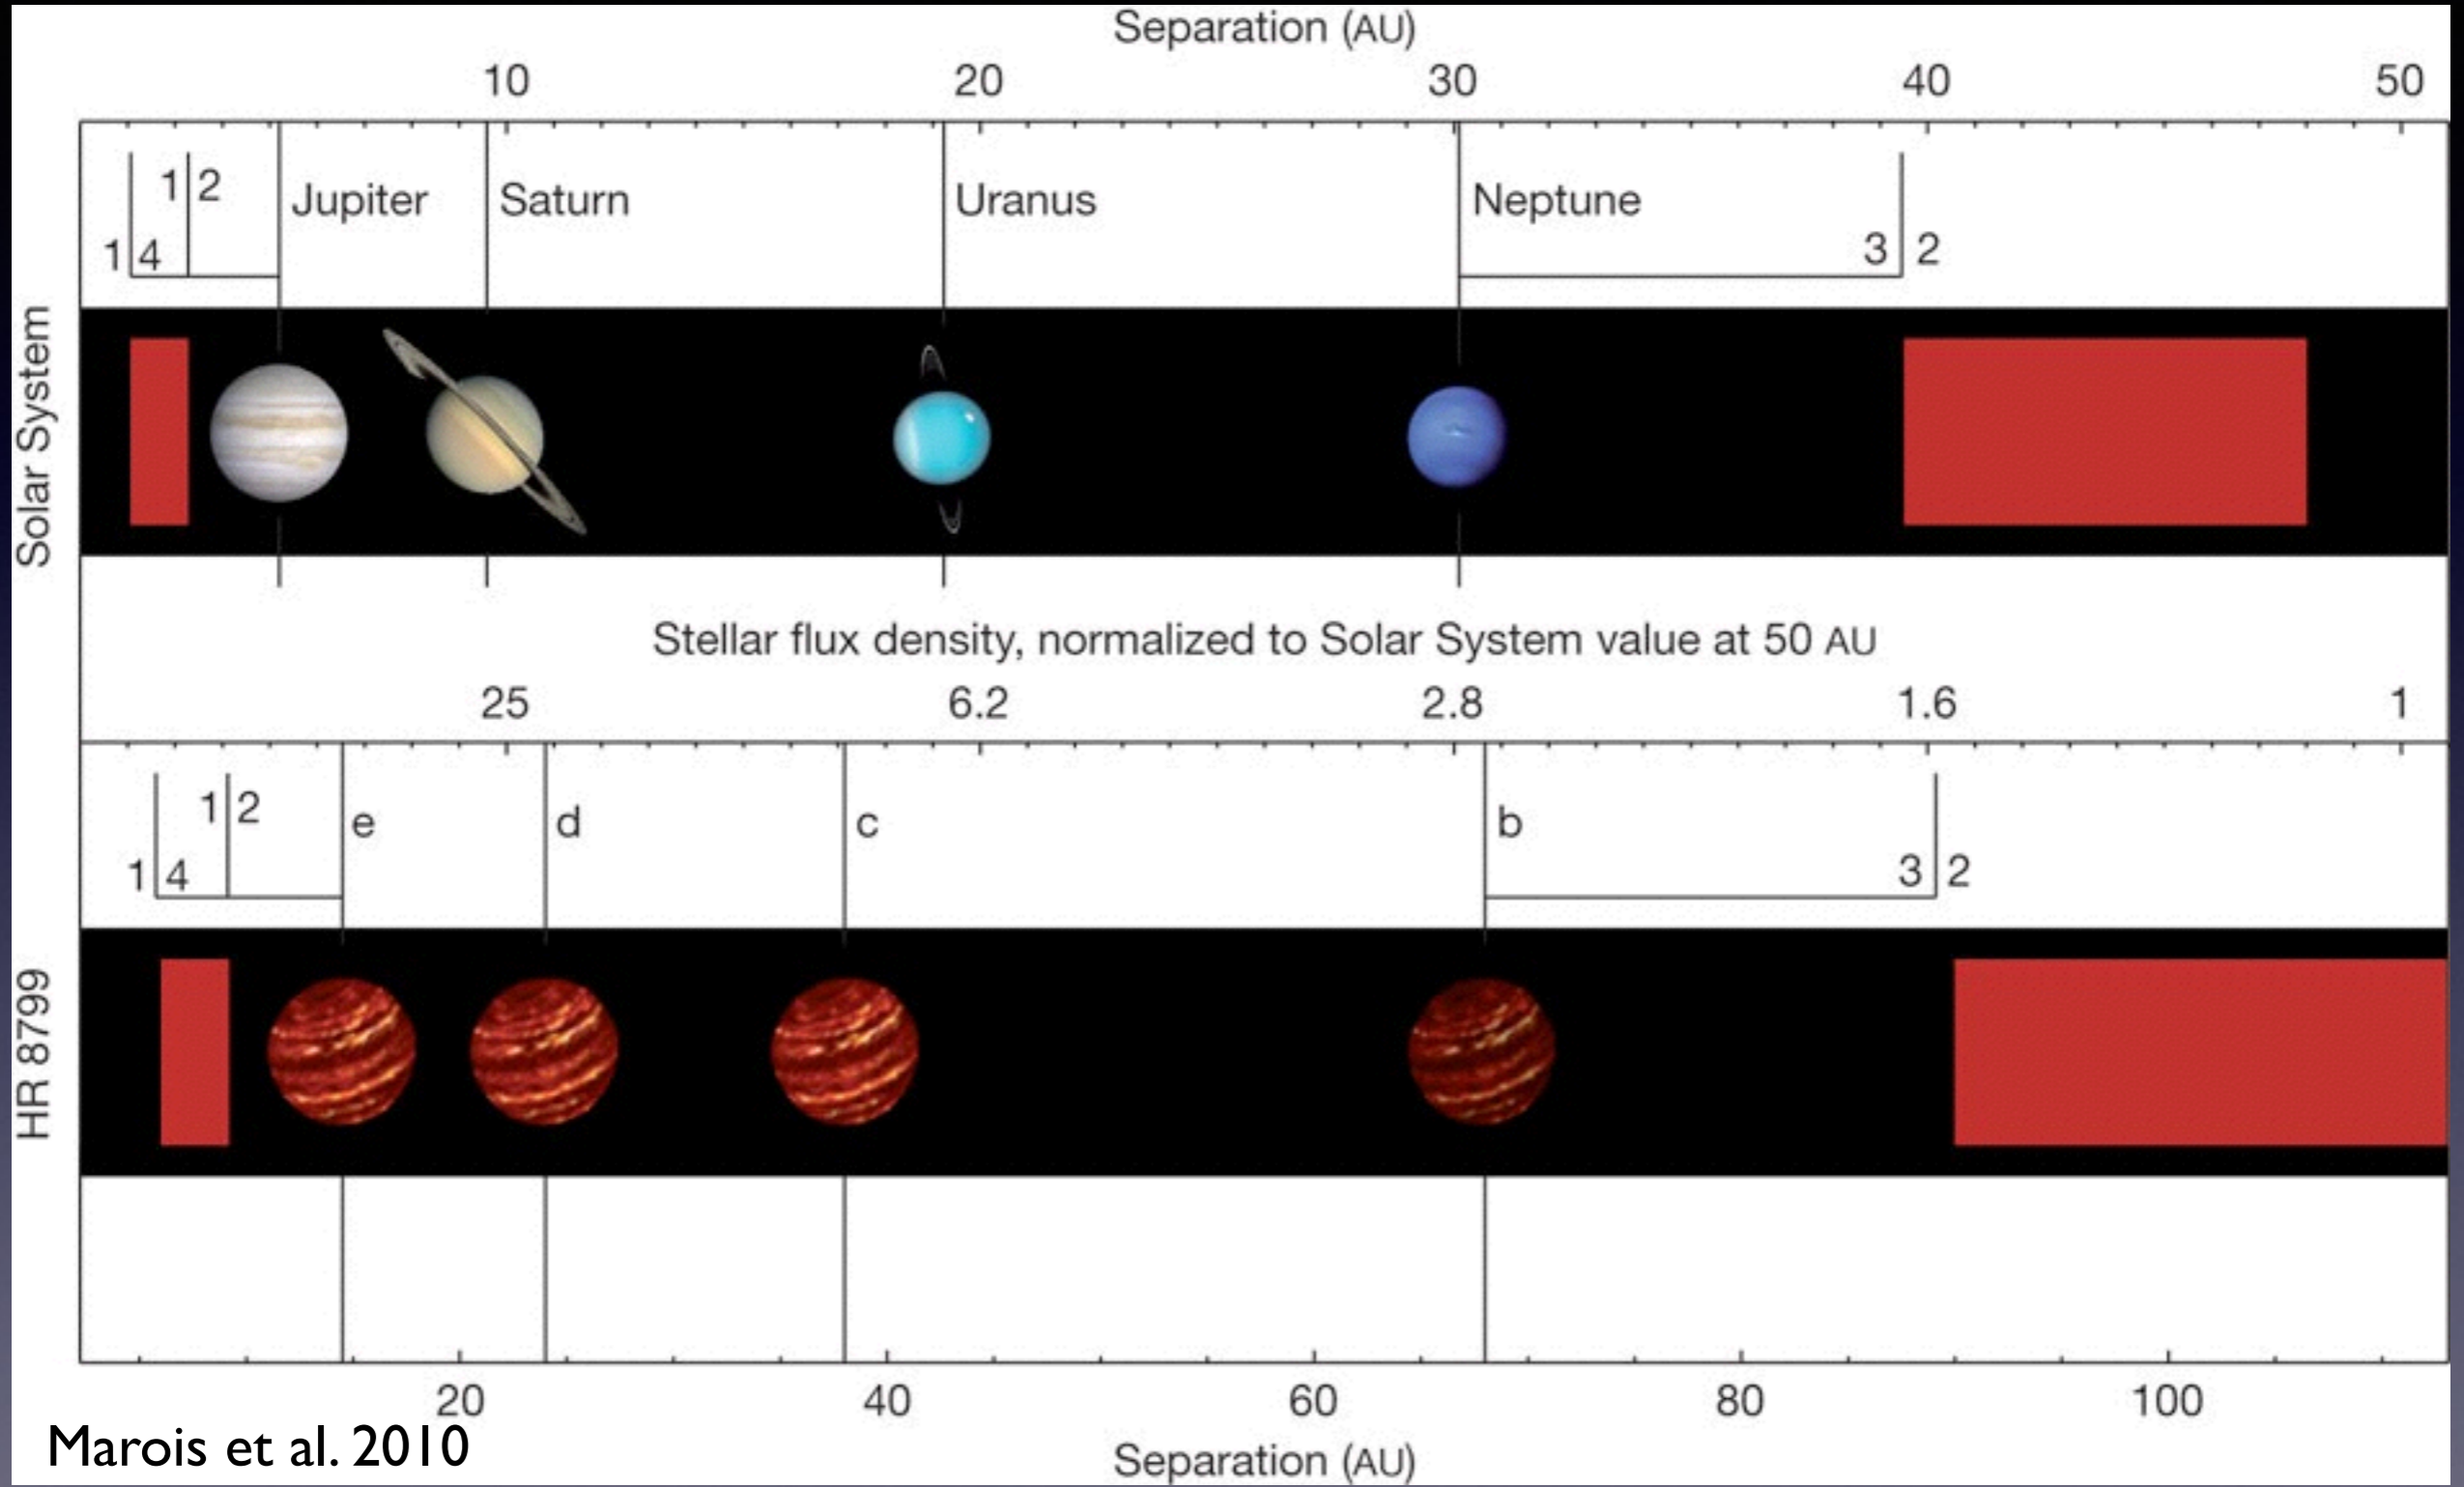 Separation (AU)
10 20 30 40 50
1 2 Jupiter Saturn Uranus Neptune
1 4 3 2
Solar System
Stellar flux density, normalized to Solar System value at 50 AU
25 6.2 2.8 1.6 1
1 2 e d c b
1 4 3 2
HR 8799
20 40 60 80 100
Marois et al. 2010
Separation (AU)